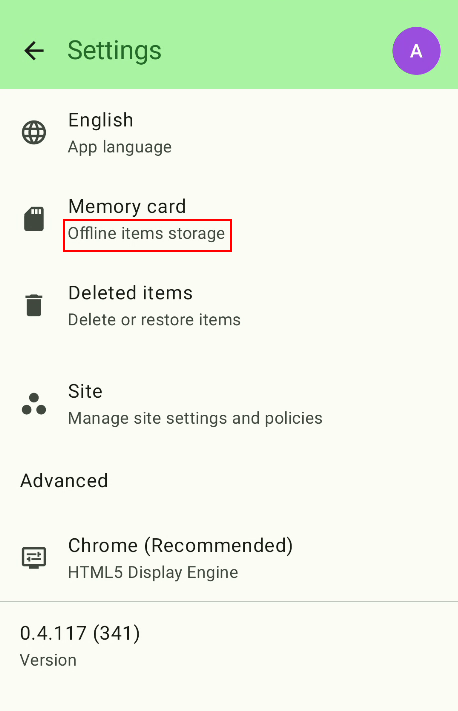 Settings
A
English
App language
Memory card
Offline items storage
Deleted items
Delete or restore items
Site
Manage site settings and policies
Advanced
Chrome (Recommended)
HTML5 Display Engine
0.4.117 (341)
Version